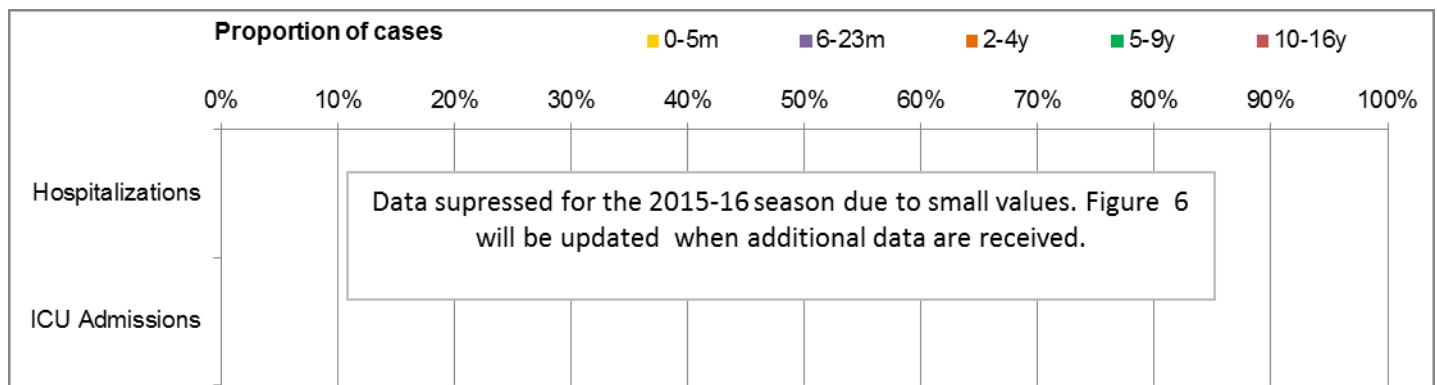 Proportion of cases 0-5m 6-23m 2-4y 5-9y 10-16y
0% 10% 20% 30% 40% 50% 60% 70% 80% 90% 100%
Hospitalizations
Data supressed for the 2015-16 season due to small values. Figure 6
will be updated when additional data are received.
ICU Admissions